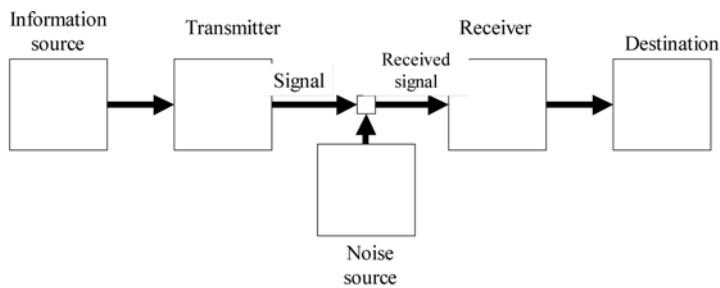 Information
source
Transmitter
Signal
Received
signal
Receiver
Destination
Noise
source